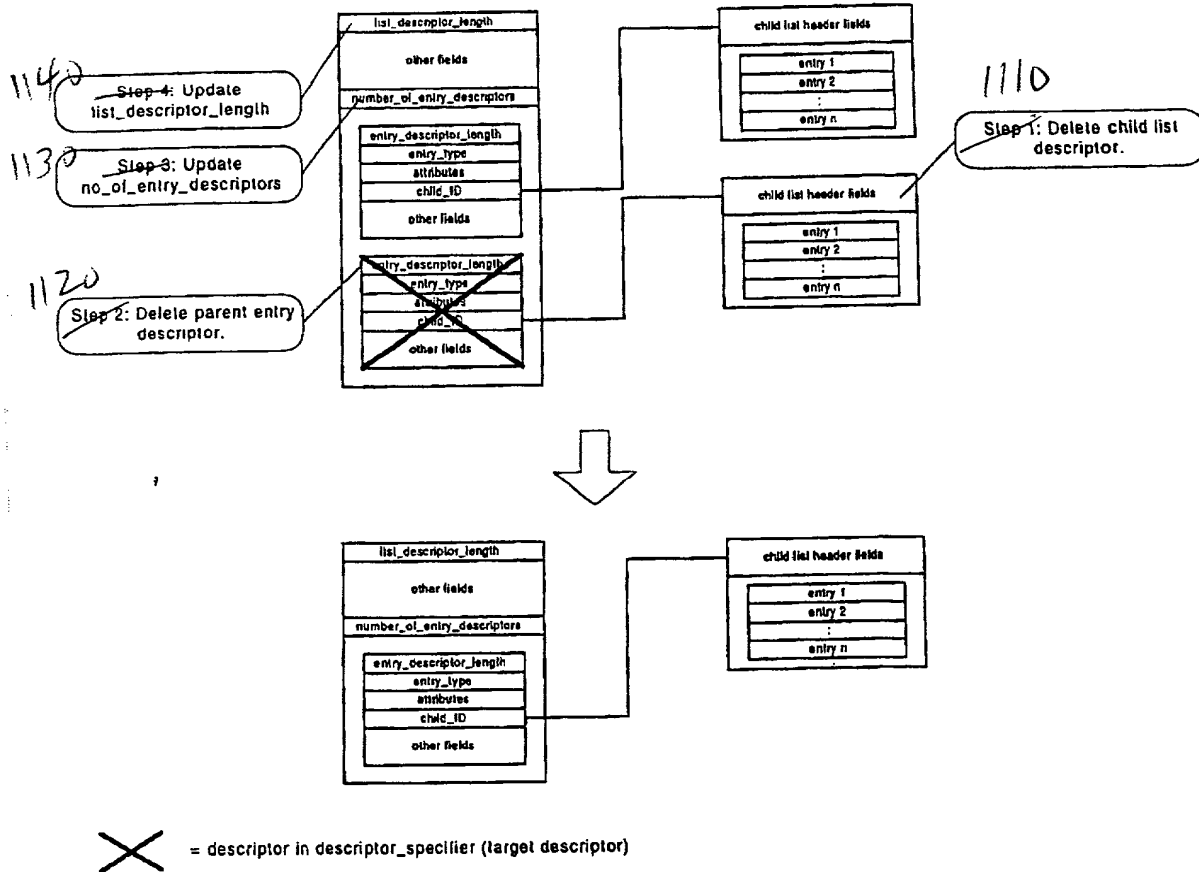 list_descriptor_length
other fields
number_of_entry_descriptors
entry_descriptor_length
entry_type
attributes
child_ID
other fields
entry_descriptor_length
entry_type
attributes
child_ID
other fields
child list header fields
entry 1
entry 2
:
entry n
child list header fields
entry 1
entry 2
:
entry n
1140
Step 4: Update
list_descriptor_length
1130
Step 3: Update
no_of_entry_descriptors
1120
Step 2: Delete parent entry
descriptor.
1110
Step 1: Delete child list
descriptor.
list_descriptor_length
other fields
number_of_entry_descriptors
entry_descriptor_length
entry_type
attributes
child_ID
other fields
child list header fields
entry 1
entry 2
:
entry n
= descriptor in descriptor_specifier (target descriptor)